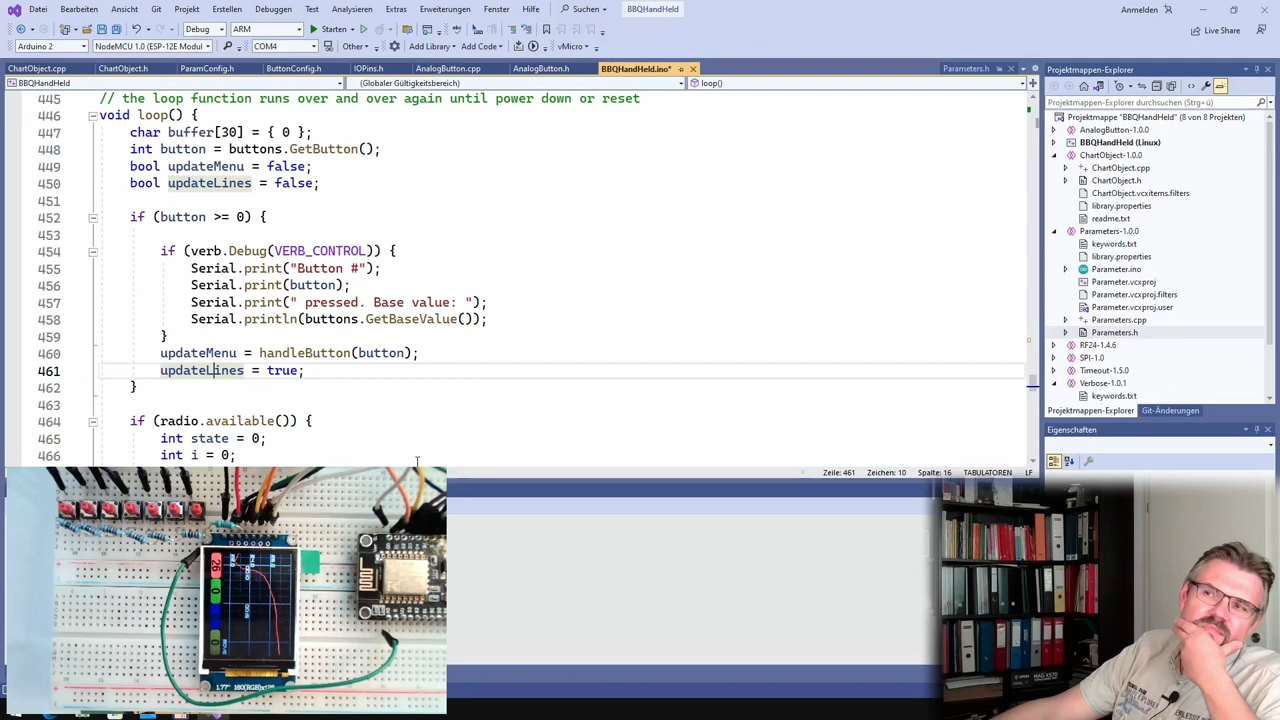 Datei Bearbeiten Ansicht Git Projekt Erstellen Debuggen Test Analysieren Extras Erweiterungen Fenster Hilfe Suchen BBQHandHeld Anmelden
Debug ARM Starten Live Share
Arduino 2 NodeMCU 1.0 (ESP-12E Modul COM4 Other Add Library Add Code vMicro
ChartObject.cpp ChartObject.h ParamConfig.h ButtonConfig.h IOPins.h AnalogButton.cpp AnalogButton.h BBQHandHeld.ino* Parameters.h
BBQHandHeld (Globaler Gültigkeitsbereich) loop()
445 // the loop function runs over and over again until power down or reset
446 void loop() {
447 char buffer[30] = { 0 };
448 int button = buttons.GetButton();
449 bool updateMenu = false;
450 bool updateLines = false;
451
452 if (button >= 0) {
453
454 if (verb.Debug(VERB_CONTROL)) {
455 Serial.print("Button #");
456 Serial.print(button);
457 Serial.print(" pressed. Base value: ");
458 Serial.println(buttons.GetBaseValue());
459 }
460 updateMenu = handleButton(button);
461 updateLines = true;
462 }
463
464 if (radio.available()) {
465 int state = 0;
466 int i = 0;
Zeile: 461 Zeichen: 10 Spalte: 16 TABULATOREN LF
Projektmappen-Explorer
Projektmappen-Explorer durchsuchen (Strg+ü)
Projektmappe "BBQHandHeld" (8 von 8 Projekten)
AnalogButton-1.0.0
BBQHandHeld (Linux)
ChartObject-1.0.0
ChartObject.cpp
ChartObject.h
ChartObject.vcxitems.filters
library.properties
readme.txt
Parameters-1.0.0
keywords.txt
library.properties
Parameter.ino
Parameter.vcxproj
Parameter.vcxproj.filters
Parameter.vcxproj.user
Parameters.cpp
Parameters.h
RF24-1.4.6
SPI-1.0
Timeout-1.5.0
Verbose-1.0.1
keywords.txt
Projektmappen-Explorer Git-Änderungen
Eigenschaften
26
0
0